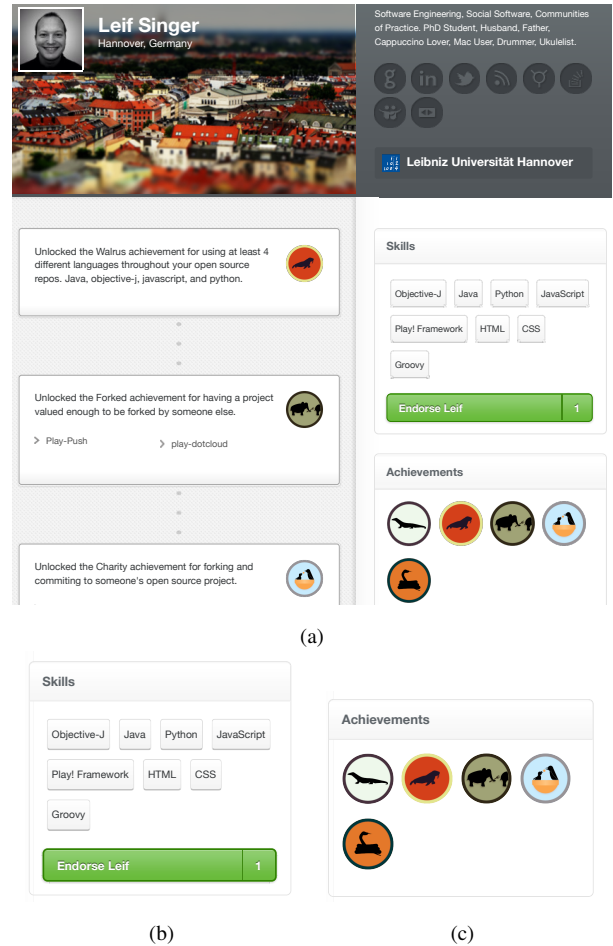 Leif Singer
Hannover, Germany
Software Engineering, Social Software, Communities
of Practice. PhD Student, Husband, Father,
Cappuccino Lover, Mac User, Drummer, Ukulelist.
Leibniz Universität Hannover
Unlocked the Walrus achievement for using at least 4
different languages throughout your open source
repos. Java, objective-j, javascript, and python.
Unlocked the Forked achievement for having a project
valued enough to be forked by someone else.
Play-Push
play-dotcloud
Unlocked the Charity achievement for forking and
commiting to someone's open source project.
Skills
Objective-J Java Python JavaScript
Play! Framework HTML CSS
Groovy
Endorse Leif 1
Achievements
(a)
Skills
Objective-J Java Python JavaScript
Play! Framework HTML CSS
Groovy
Endorse Leif 1
(b)
Achievements
(c)